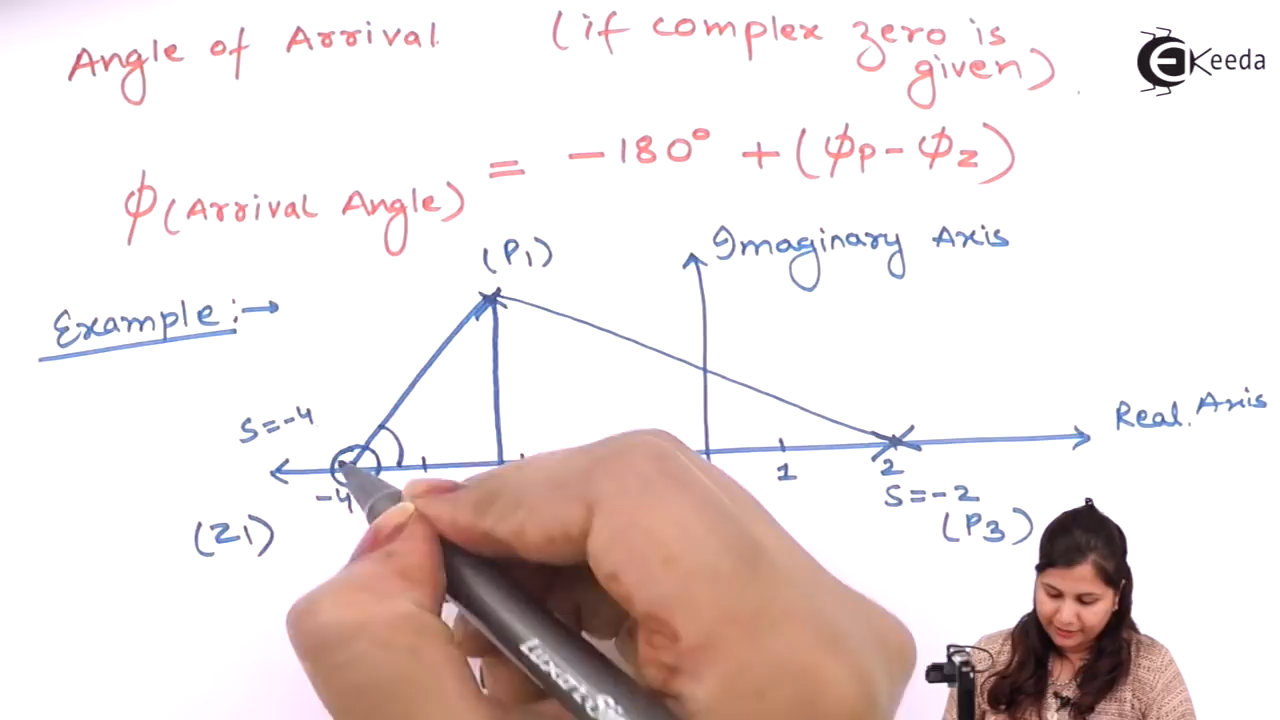 Angle of Arrival (if complex zero is given)
EKeeda
ϕ(Arrival Angle) = -180° + (ϕp - ϕz)
(P1)
Imaginary Axis
Example:→
S=-4
Real Axis
-4
1
2
S=-2
(Z1)
(P3)